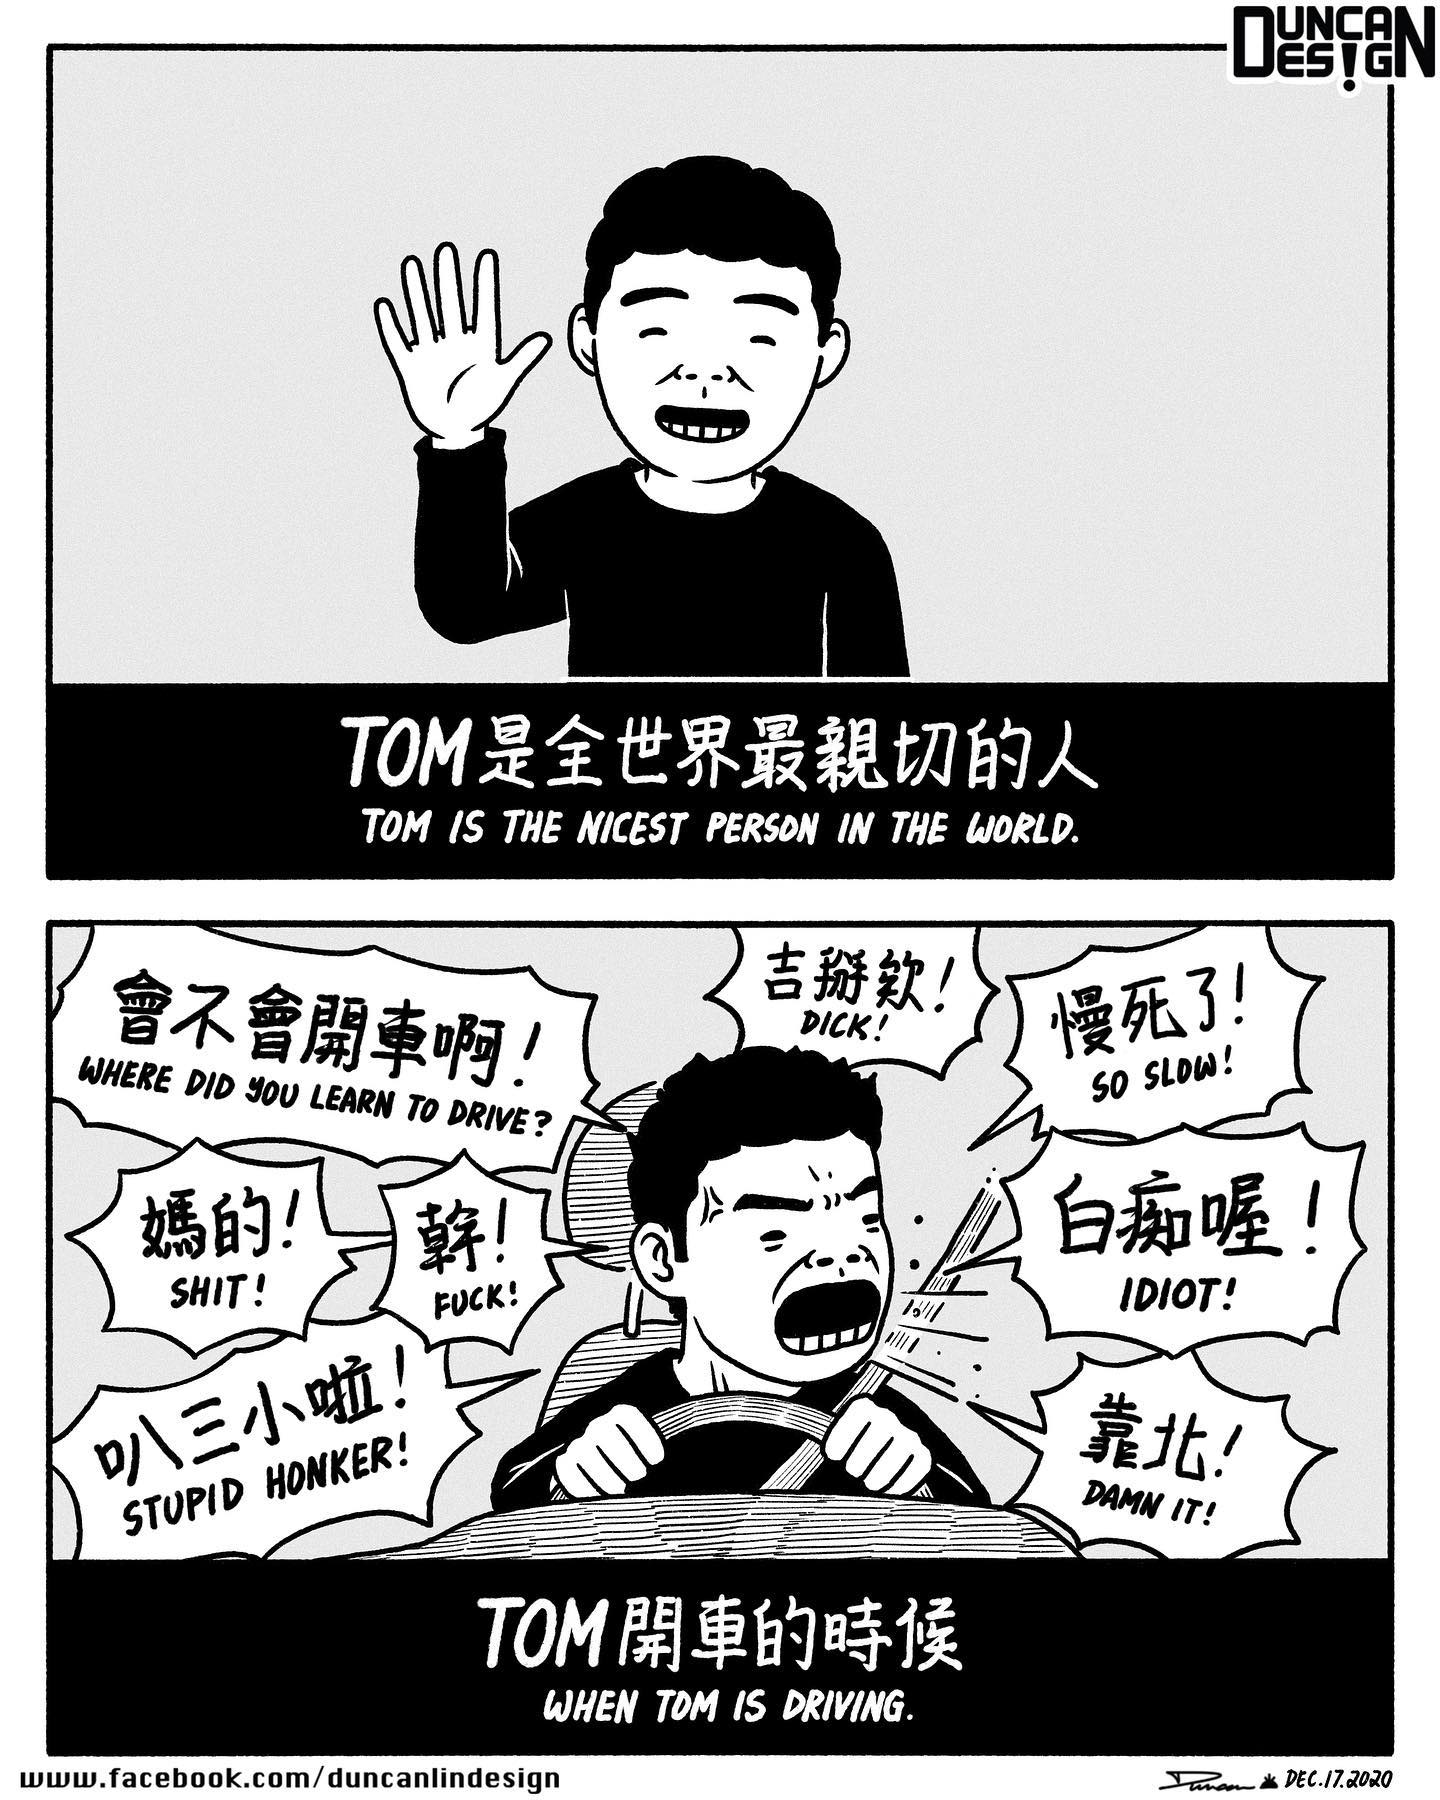 DUNCAN
DES!GN
TOM是全世界最親切的人
TOM IS THE NICEST PERSON IN THE WORLD.
會不會開車啊!
WHERE DID YOU LEARN TO DRIVE?
吉掰欸!
DICK!
慢死了!
SO SLOW!
媽的!
SHIT!
幹!
FUCK!
白痴喔!
IDIOT!
叭三小啦!
STUPID HONKER!
靠北!
DAMN IT!
TOM開車的時候
WHEN TOM IS DRIVING.
www.facebook.com/duncanlindesign
Duncan DEC.17.2020